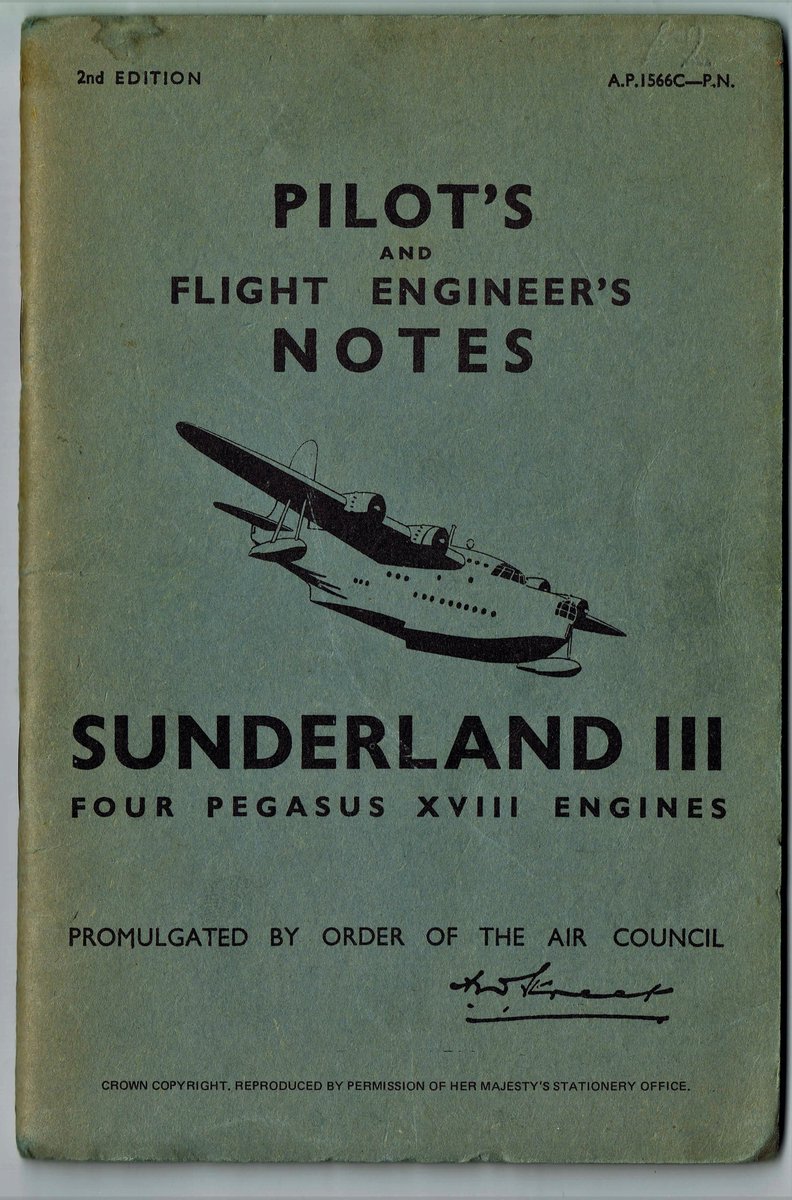 2nd EDITION
A.P.1566C—P.N.
PILOT'S
AND
FLIGHT ENGINEER'S
NOTES
SUNDERLAND III
FOUR PEGASUS XVIII ENGINES
PROMULGATED BY ORDER OF THE AIR COUNCIL
CROWN COPYRIGHT. REPRODUCED BY PERMISSION OF HER MAJESTY'S STATIONERY OFFICE.